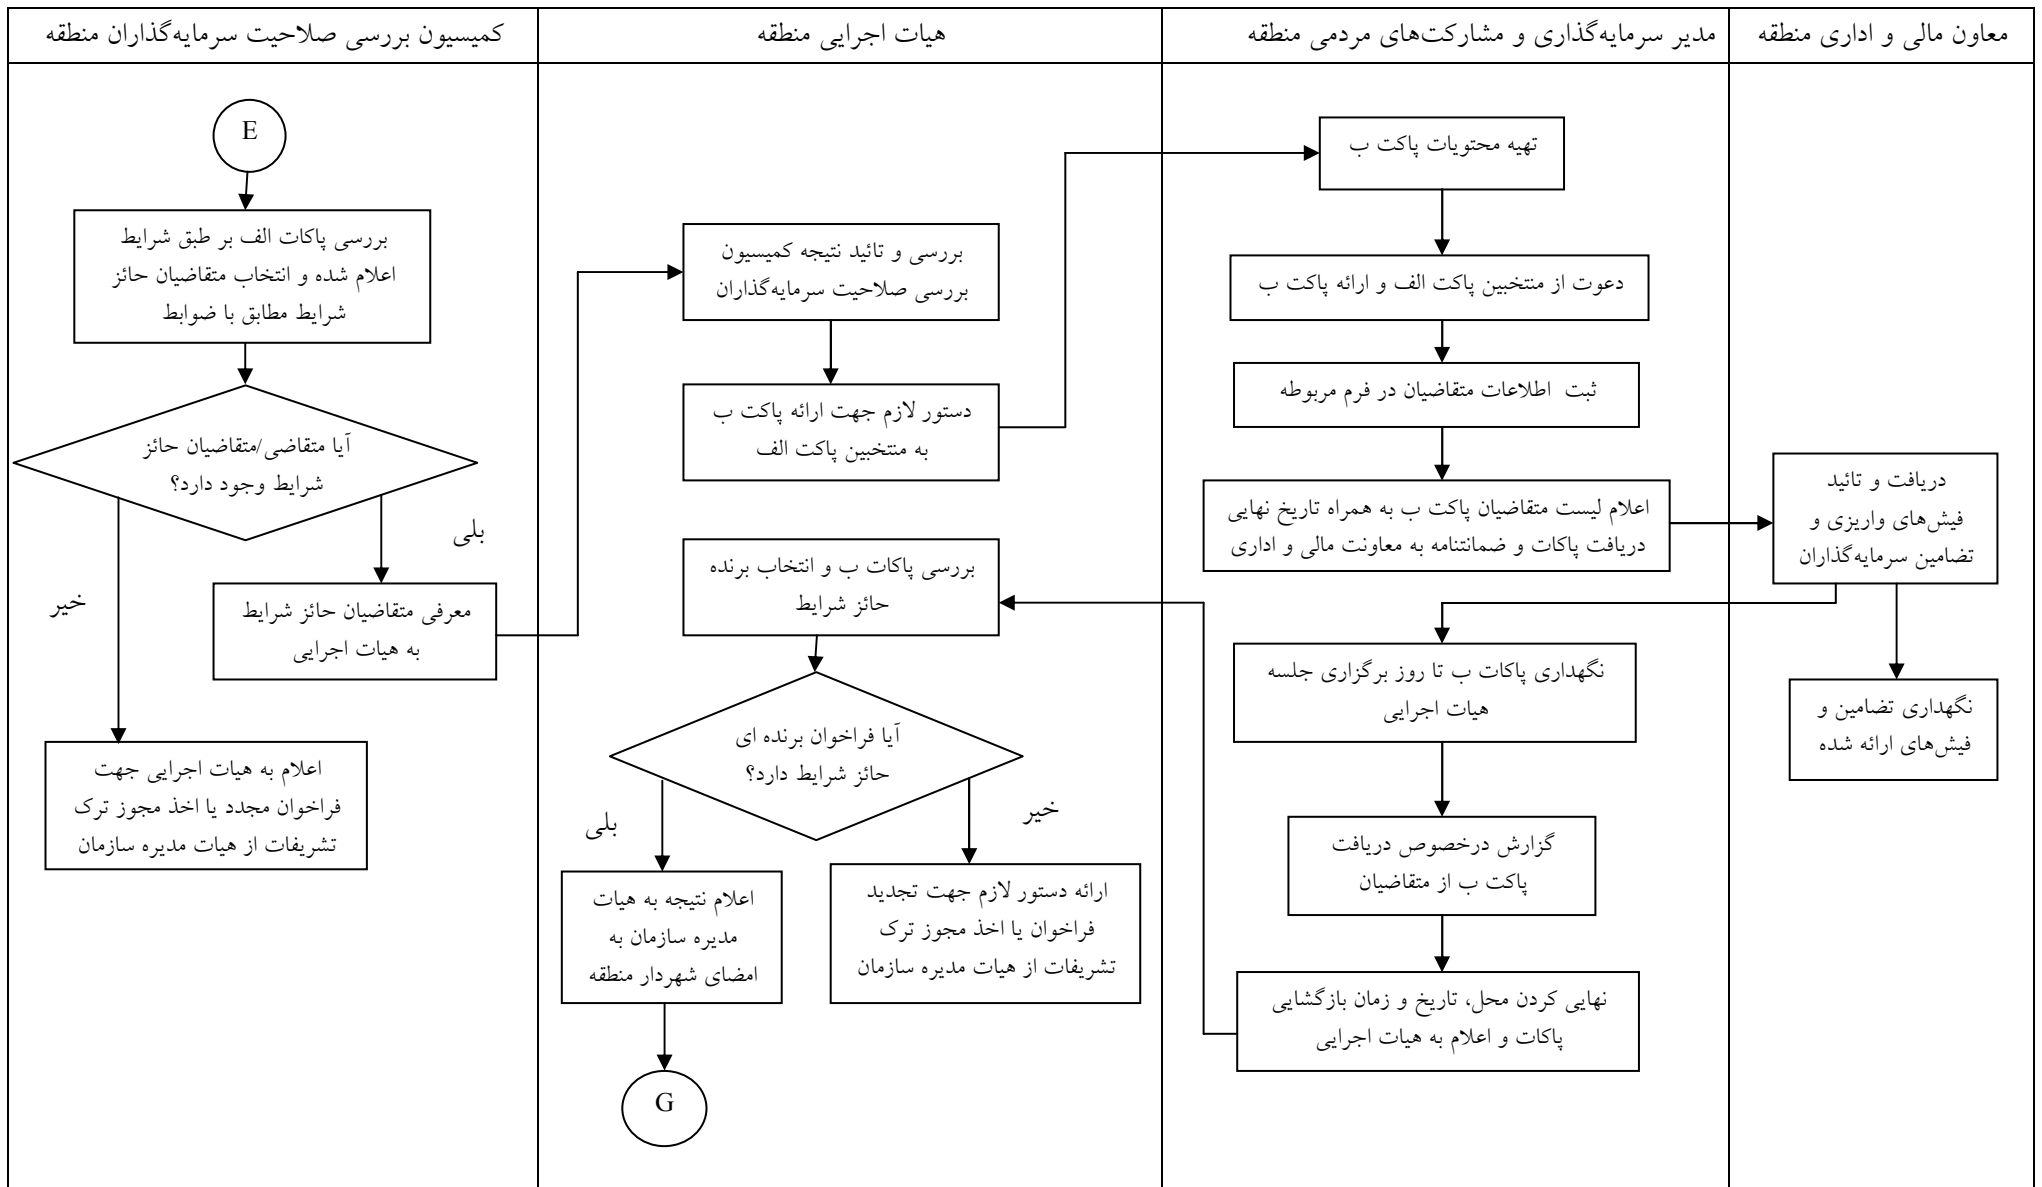 معاون مالی و اداری منطقه
مدیر سرمایه‌گذاری و مشارکت‌های مردمی منطقه
هیات اجرایی منطقه
کمیسیون بررسی صلاحیت سرمایه‌گذاران منطقه
E
بررسی پاکات الف بر طبق شرایط
اعلام شده و انتخاب متقاضیان حائز
شرایط مطابق با ضوابط
آیا متقاضی/متقاضیان حائز
شرایط وجود دارد؟
بلی
خیر
معرفی متقاضیان حائز شرایط
به هیات اجرایی
اعلام به هیات اجرایی جهت
فراخوان مجدد یا اخذ مجوز ترک
تشریفات از هیات مدیره سازمان
بررسی و تائید نتیجه کمیسیون
بررسی صلاحیت سرمایه‌گذاران
دستور لازم جهت ارائه پاکت ب
به منتخبین پاکت الف
تهیه محتویات پاکت ب
دعوت از منتخبین پاکت الف و ارائه پاکت ب
ثبت اطلاعات متقاضیان در فرم مربوطه
اعلام لیست متقاضیان پاکت ب به همراه تاریخ نهایی
دریافت پاکات و ضمانتنامه به معاونت مالی و اداری
دریافت و تائید
فیش‌های واریزی و
تضامین سرمایه‌گذاران
نگهداری تضامین و
فیش‌های ارائه شده
نگهداری پاکات ب تا روز برگزاری جلسه
هیات اجرایی
گزارش درخصوص دریافت
پاکت ب از متقاضیان
نهایی کردن محل، تاریخ و زمان بازگشایی
پاکات و اعلام به هیات اجرایی
بررسی پاکات ب و انتخاب برنده
حائز شرایط
آیا فراخوان برنده ای
حائز شرایط دارد؟
خیر
بلی
ارائه دستور لازم جهت تجدید
فراخوان یا اخذ مجوز ترک
تشریفات از هیات مدیره سازمان
اعلام نتیجه به هیات
مدیره سازمان به
امضای شهردار منطقه
G